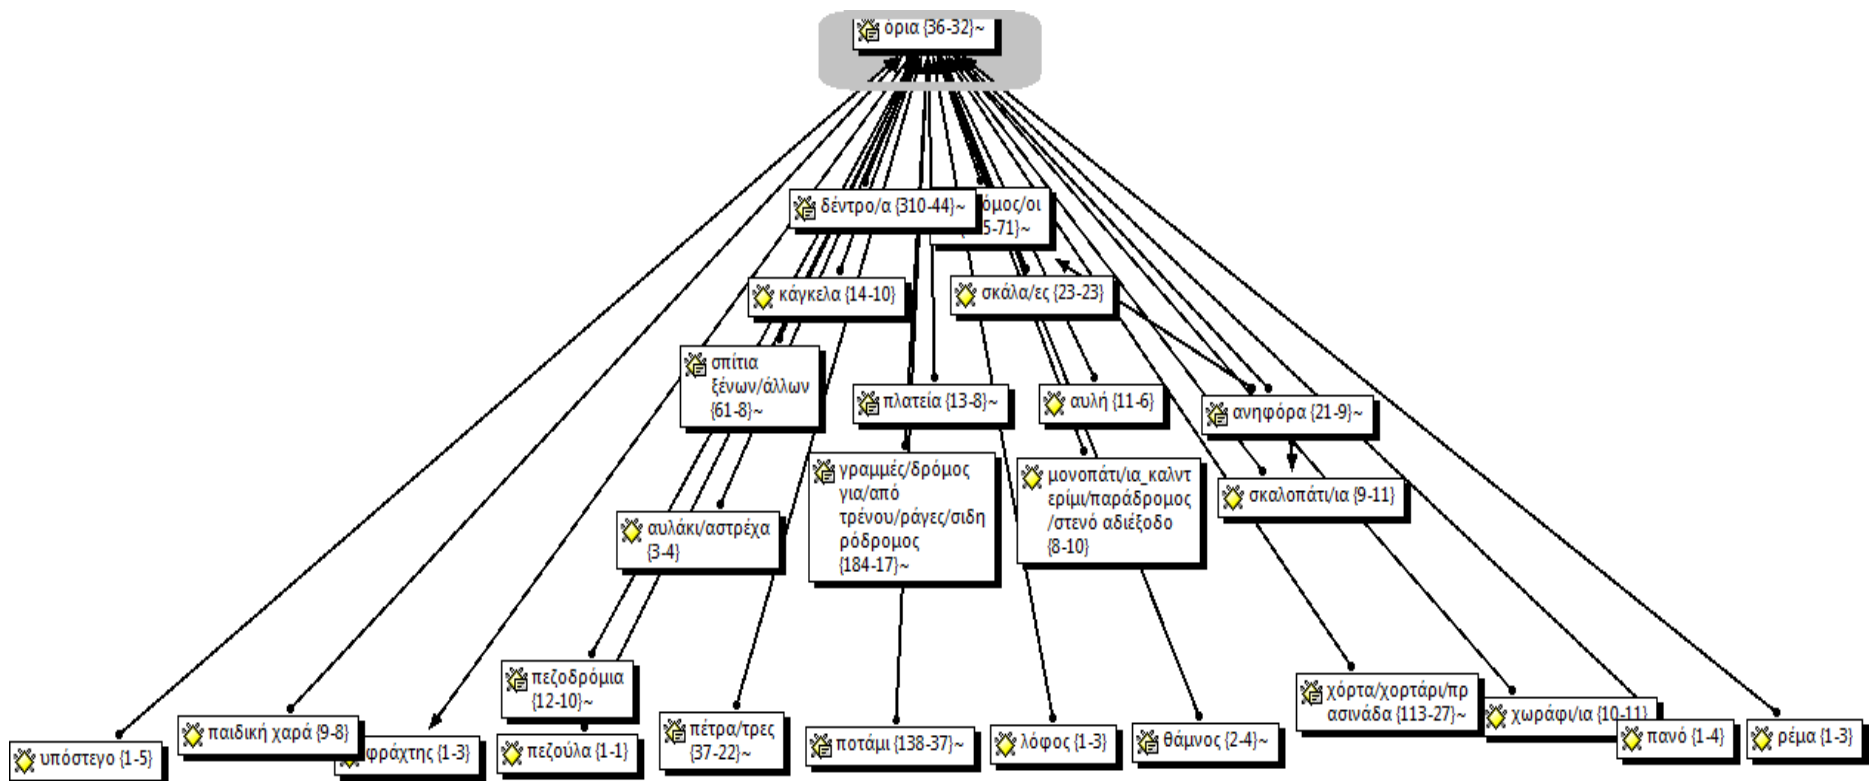 όρια {36-32}~
δέντρο/α {310-44}~
όμος/οι
5-71}~
κάγκελα {14-10}
σκάλα/ες {23-23}
σπίτια
ξένων/άλλων
{61-8}~
πλατεία {13-8}~
αυλή {11-6}
ανηφόρα {21-9}~
γραμμές/δρόμος
για/από
τρένου/ράγες/σιδη
ρόδρομος
{184-17}~
μονοπάτι/ια_καλντ
ερίμι/παράδρομος
/στενό αδιέξοδο
{8-10}
σκαλοπάτι/ια {9-11}
αυλάκι/αστρέχα
{3-4}
πεζοδρόμια
{12-10}~
χόρτα/χορτάρι/πρ
ασινάδα {113-27}~
υπόστεγο {1-5}
παιδική χαρά {9-8}
φράχτης {1-3}
πεζούλα {1-1}
πέτρα/τρες
{37-22}~
ποτάμι {138-37}~
λόφος {1-3}
θάμνος {2-4}~
χωράφι/ια {10-11}
πανό {1-4}
ρέμα {1-3}